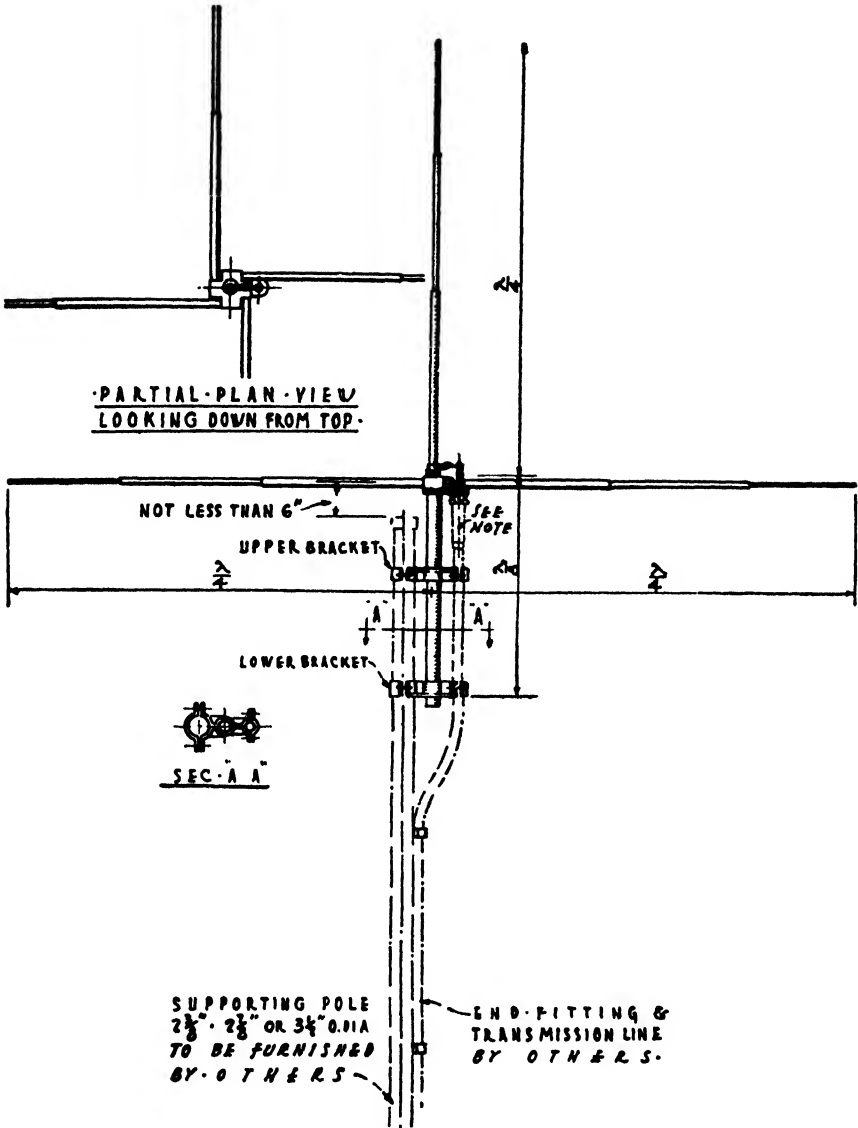 ·PARTIAL·PLAN·VIEW
LOOKING DOWN FROM TOP·
λ/4
NOT LESS THAN 6"
SEE
NOTE
UPPER BRACKET
λ/4
λ/4
λ/4
"A" "A"
LOWER BRACKET
SEC·"A A"
SUPPORTING POLE
2⅜"· 2⅞" OR 3½" O.DIA
TO BE FURNISHED
BY·OTHERS
END·FITTING &
TRANSMISSION LINE
BY OTHERS·